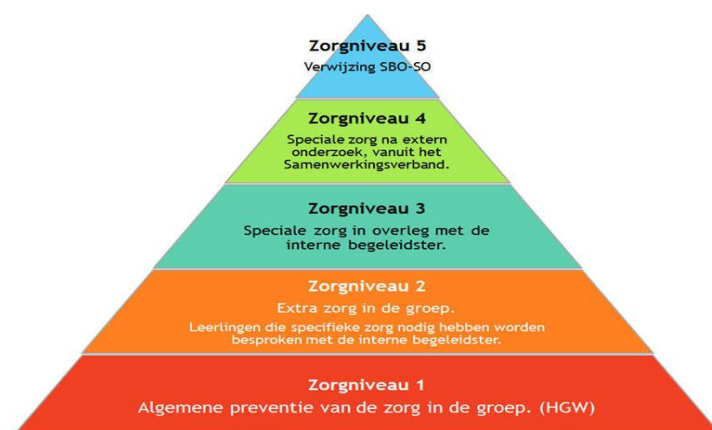 Zorgniveau 5
Verwijzing SBO-SO
Zorgniveau 4
Speciale zorg na extern
onderzoek, vanuit het
Samenwerkingsverband.
Zorgniveau 3
Speciale zorg in overleg met de
interne begeleidster.
Zorgniveau 2
Extra zorg in de groep.
Leerlingen die specifieke zorg nodig hebben worden
besproken met de interne begeleidster.
Zorgniveau 1
Algemene preventie van de zorg in de groep. (HGW)